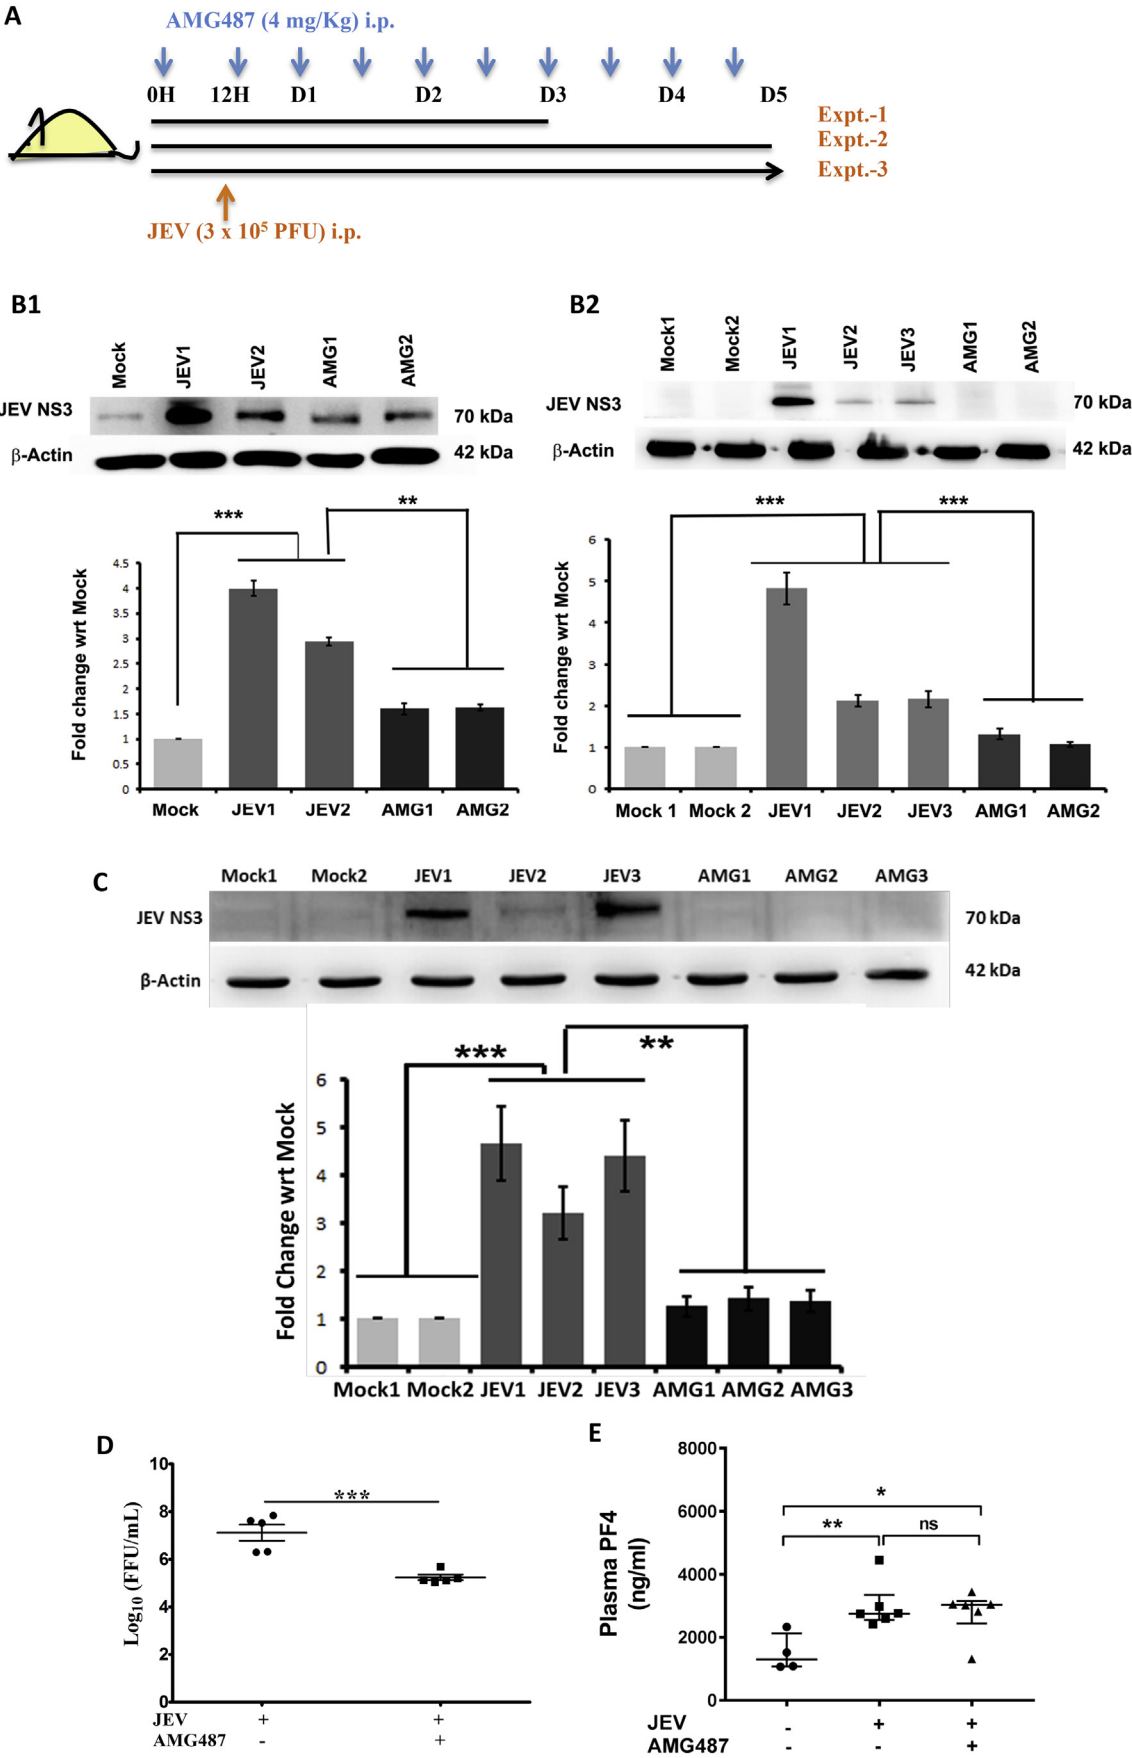 A
AMG487 (4 mg/Kg) i.p.
0H 12H D1 D2 D3 D4 D5
Expt.-1
Expt.-2
Expt.-3
JEV (3 x 10⁵ PFU) i.p.
B1
Mock JEV1 JEV2 AMG1 AMG2
JEV NS3 70 kDa
β-Actin 42 kDa
*** **
Fold change wrt Mock
4.5
4
3.5
3
2.5
2
1.5
1
0.5
0
Mock JEV1 JEV2 AMG1 AMG2
B2
Mock1 Mock2 JEV1 JEV2 JEV3 AMG1 AMG2
JEV NS3 70 kDa
β-Actin 42 kDa
*** ***
Fold change wrt Mock
6
5
4
3
2
1
0
Mock 1 Mock 2 JEV1 JEV2 JEV3 AMG1 AMG2
C
Mock1 Mock2 JEV1 JEV2 JEV3 AMG1 AMG2 AMG3
JEV NS3 70 kDa
β-Actin 42 kDa
*** **
Fold Change wrt Mock
6
5
4
3
2
1
0
Mock1 Mock2 JEV1 JEV2 JEV3 AMG1 AMG2 AMG3
D
***
Log₁₀ (FFU/mL)
10
8
6
4
2
0
JEV + +
AMG487 - +
E
*
** ns
Plasma PF4
(ng/ml)
8000
6000
4000
2000
0
JEV - + +
AMG487 - - +